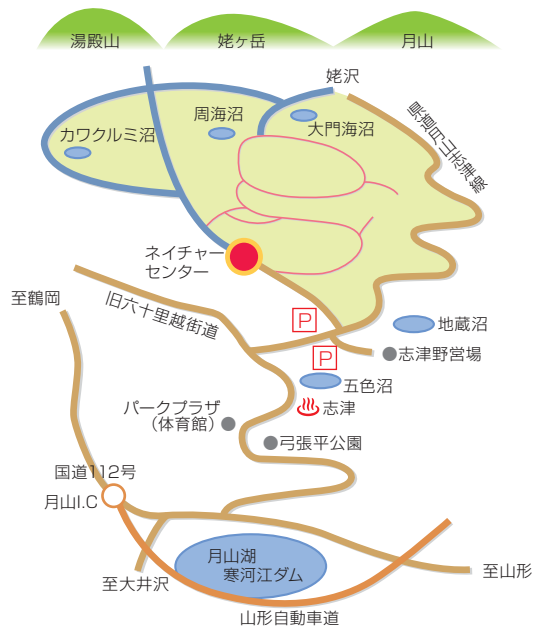 湯殿山
姥ヶ岳
月山
姥沢
周海沼
大門海沼
カワクルミ沼
県道月山志津線
ネイチャー
センター
至鶴岡
旧六十里越街道
P
地蔵沼
P
志津野営場
五色沼
志津
パークプラザ
(体育館)
弓張平公園
国道112号
月山I.C
月山湖
寒河江ダム
至大井沢
至山形
山形自動車道